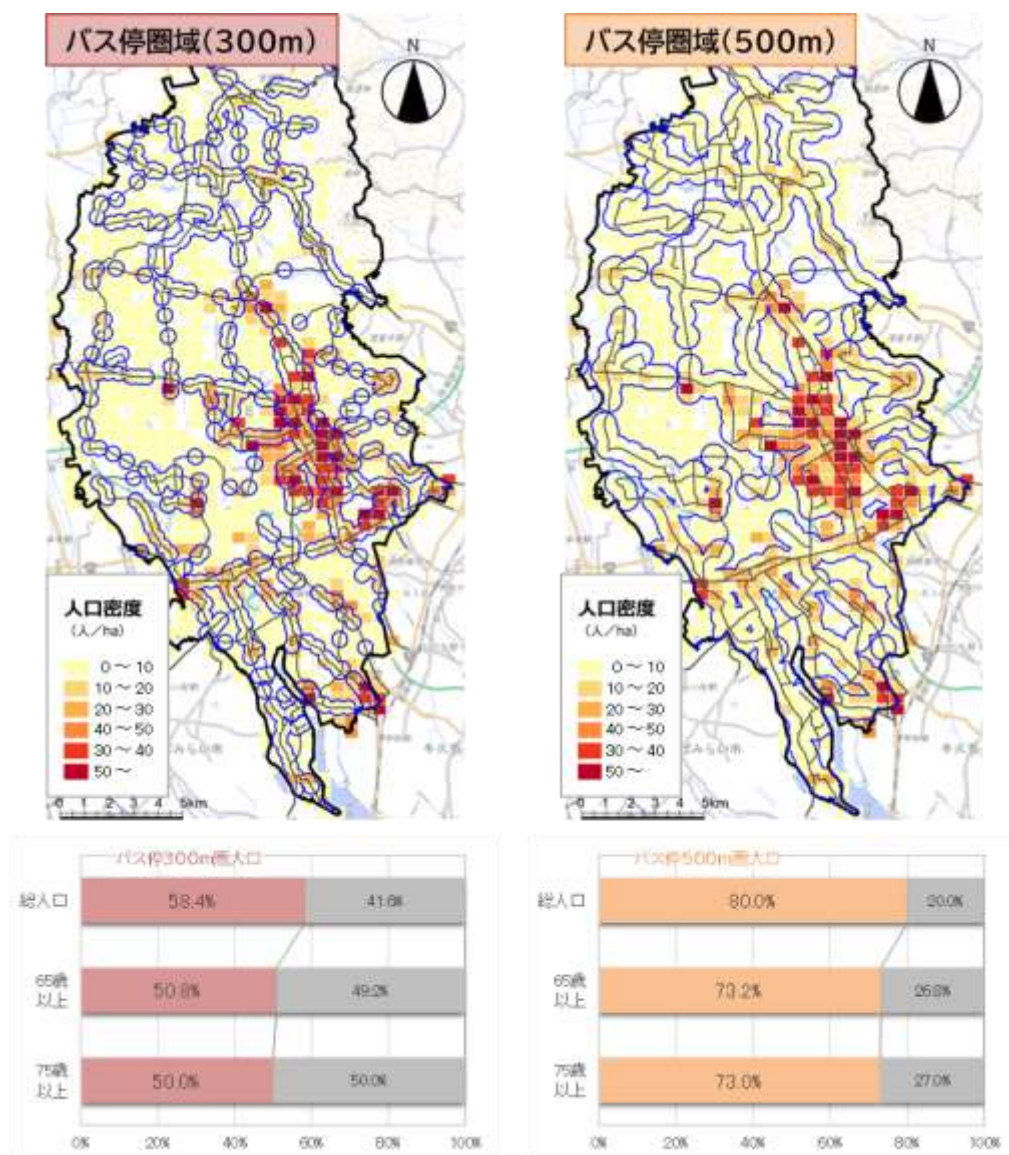 バス停圏域(300m)
N
人口密度
(人/ha)
0～10
10～20
20～30
40～50
30～40
50～
0 1 2 3 4 5km
バス停圏域(500m)
N
人口密度
(人/ha)
0～10
10～20
20～30
40～50
30～40
50～
0 1 2 3 4 5km
バス停300m圏人口
総人口 58.4% 41.6%
65歳
以上
50.8% 49.2%
75歳
以上
50.0% 50.0%
0% 20% 40% 60% 80% 100%
バス停500m圏人口
総人口 80.0% 20.0%
65歳
以上
73.2% 26.8%
75歳
以上
73.0% 27.0%
0% 20% 40% 60% 80% 100%